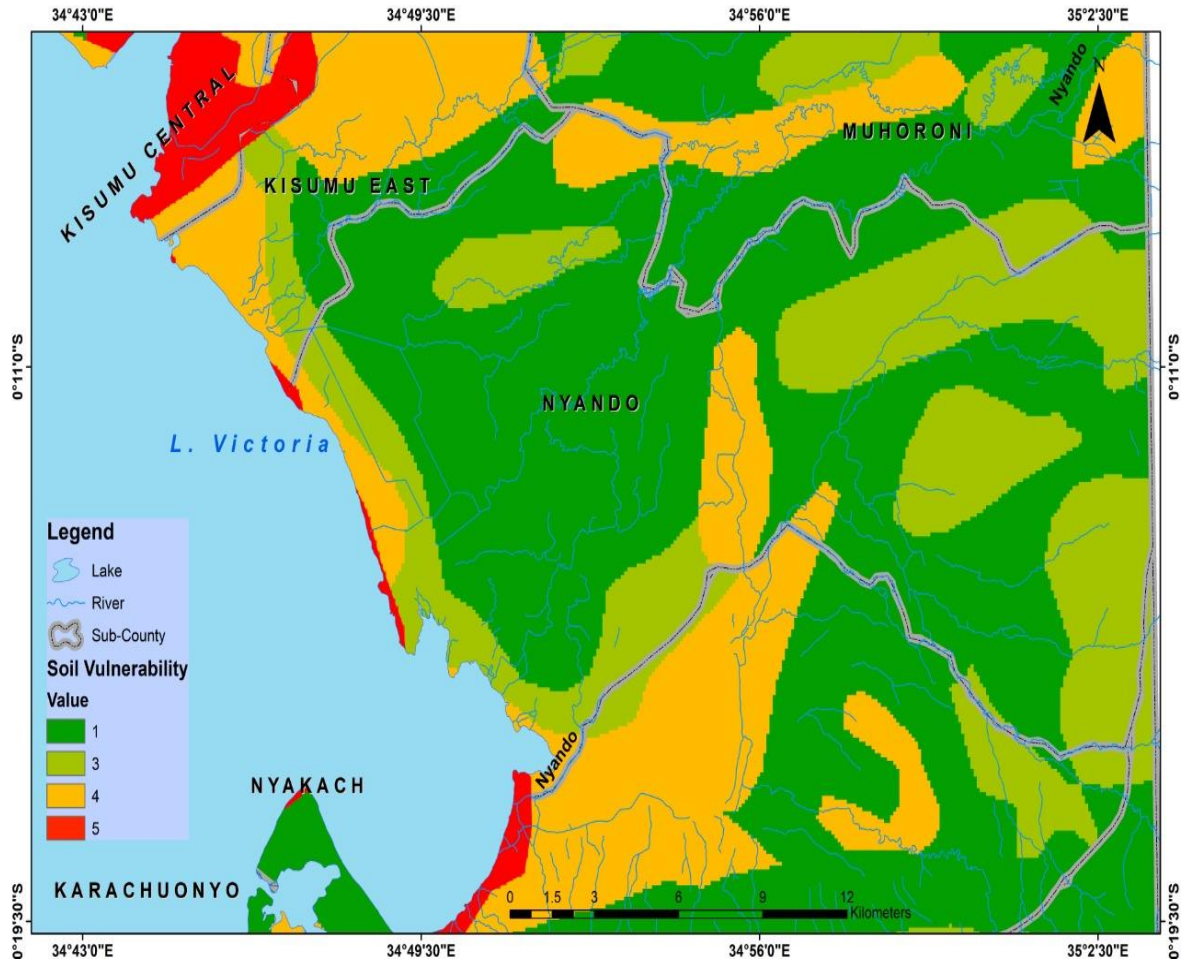 34°43'0"E 34°49'30"E 34°56'0"E 35°2'30"E
Nyando
KISUMU CENTRAL
MUHORONI
KISUMU EAST
0°11'0"S
0°11'0"S
NYANDO
L. Victoria
Legend
Lake
River
Sub-County
Soil Vulnerability
Value
1
3
4
5
Nyando
NYAKACH
KARACHUONYO
0 1.5 3 6 9 12
Kilometers
0°19'30"S
0°19'30"S
34°43'0"E 34°49'30"E 34°56'0"E 35°2'30"E